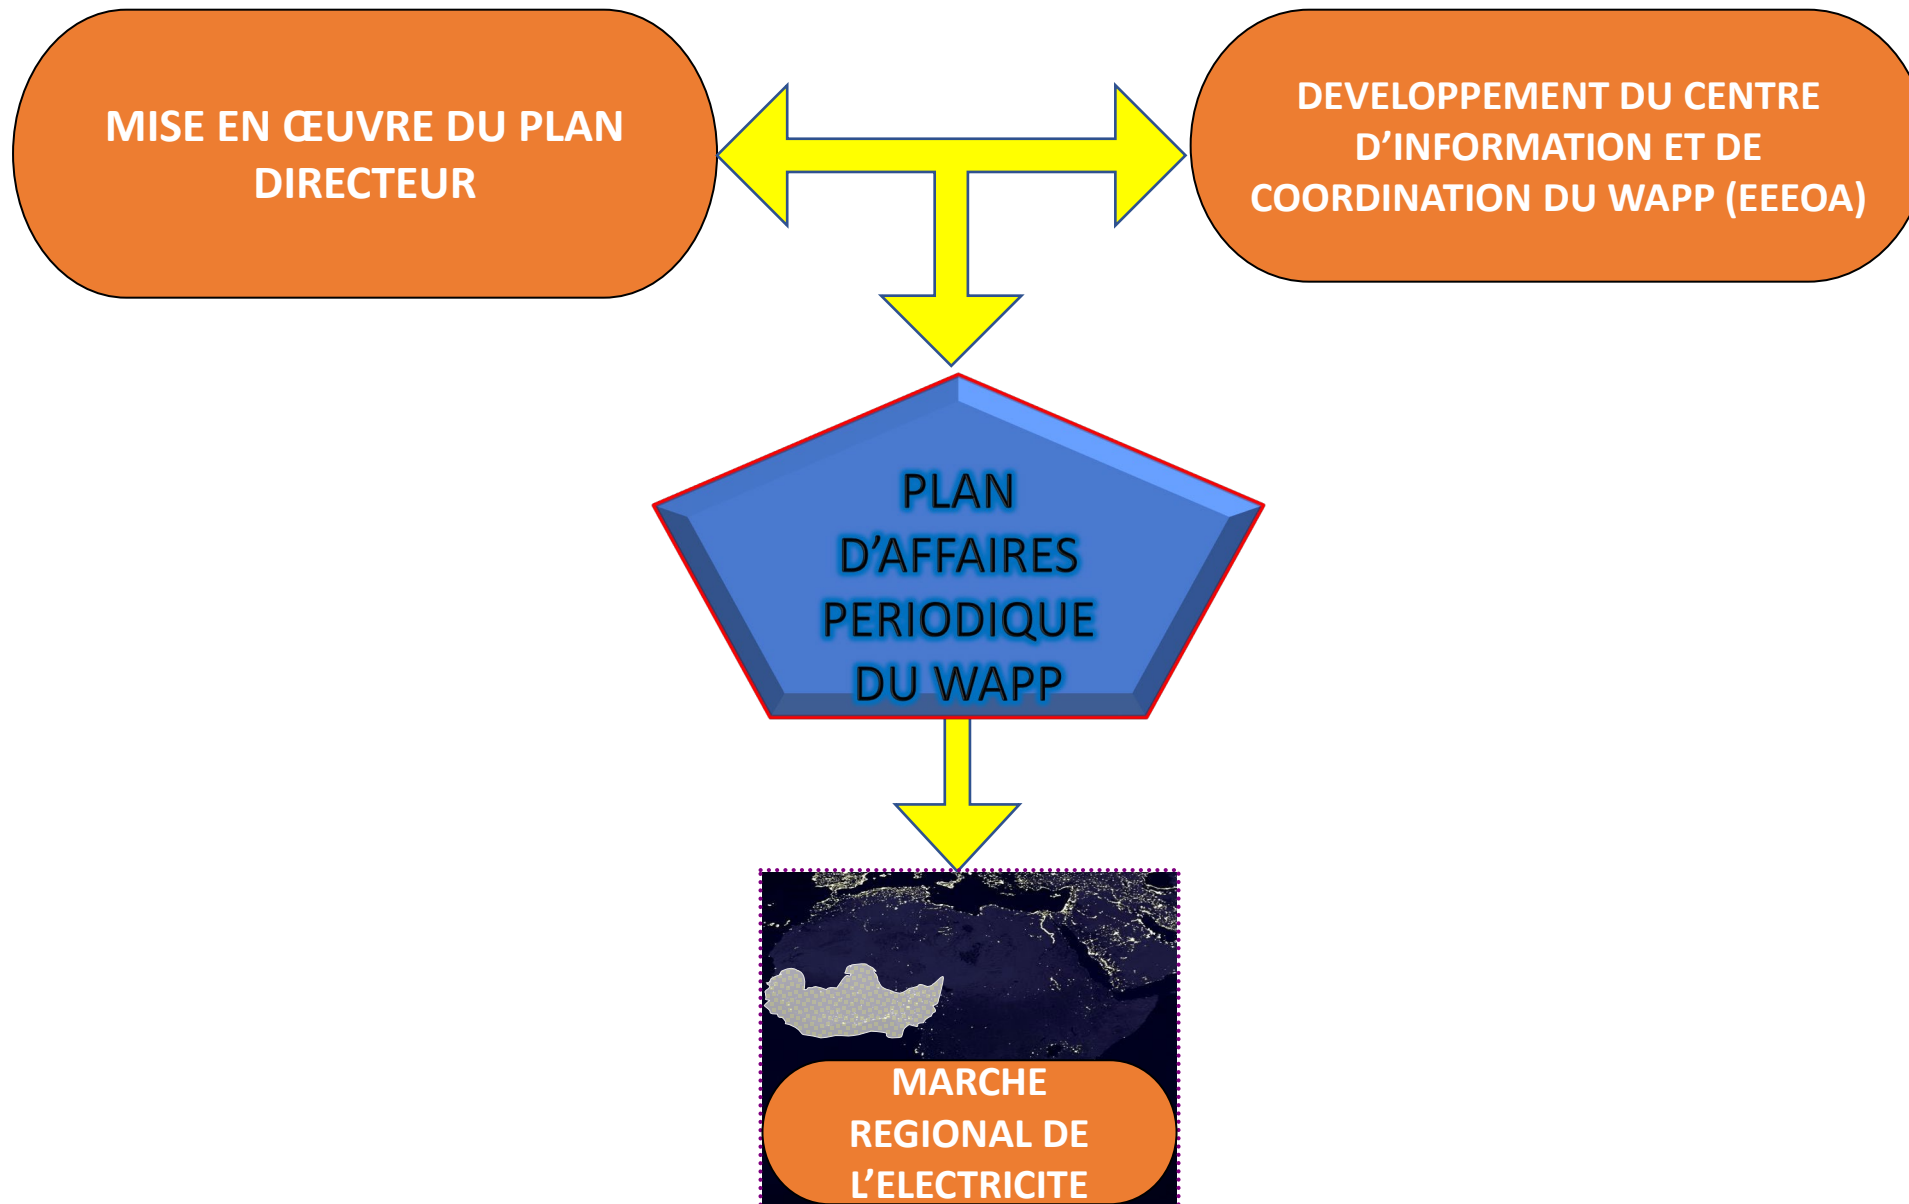 MISE EN ŒUVRE DU PLAN
DIRECTEUR
DEVELOPPEMENT DU CENTRE
D’INFORMATION ET DE
COORDINATION DU WAPP (EEEOA)
PLAN
D’AFFAIRES
PERIODIQUE
DU WAPP
MARCHE
REGIONAL DE
L’ELECTRICITE